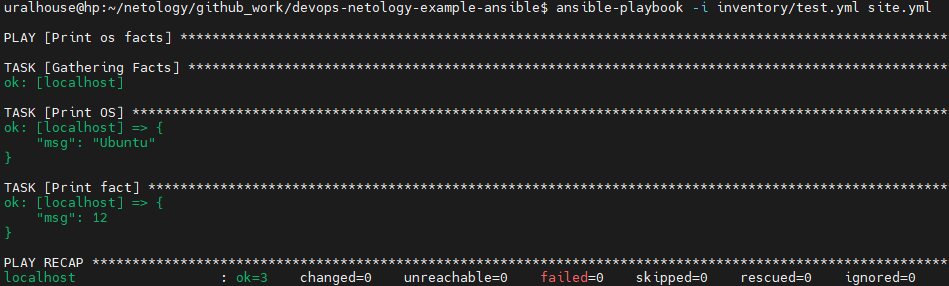 uralhouse@hp:~/netology/github_work/devops-netology-example-ansible$ ansible-playbook -i inventory/test.yml site.yml
PLAY [Print os facts] ************************************************************************************************
TASK [Gathering Facts] ***********************************************************************************************
ok: [localhost]
TASK [Print OS] ******************************************************************************************************
ok: [localhost] => {
    "msg": "Ubuntu"
}
TASK [Print fact] ****************************************************************************************************
ok: [localhost] => {
    "msg": 12
}
PLAY RECAP ***********************************************************************************************************
localhost                  : ok=3    changed=0    unreachable=0    failed=0    skipped=0    rescued=0    ignored=0